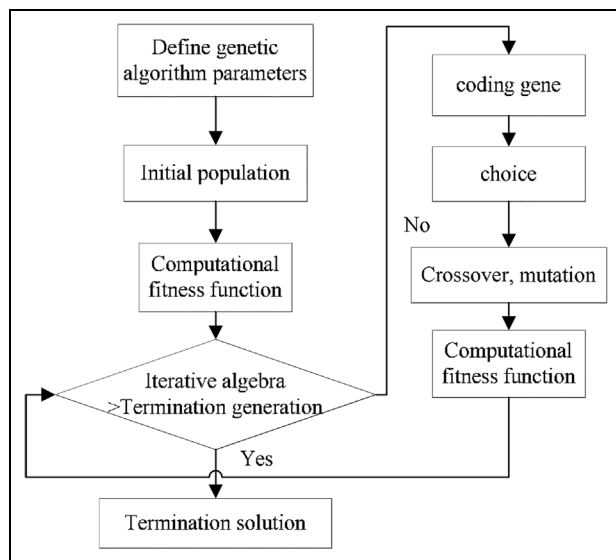 Define genetic
algorithm parameters
Initial population
Computational
fitness function
Iterative algebra
>Termination generation
Yes
Termination solution
No
coding gene
choice
Crossover, mutation
Computational
fitness function